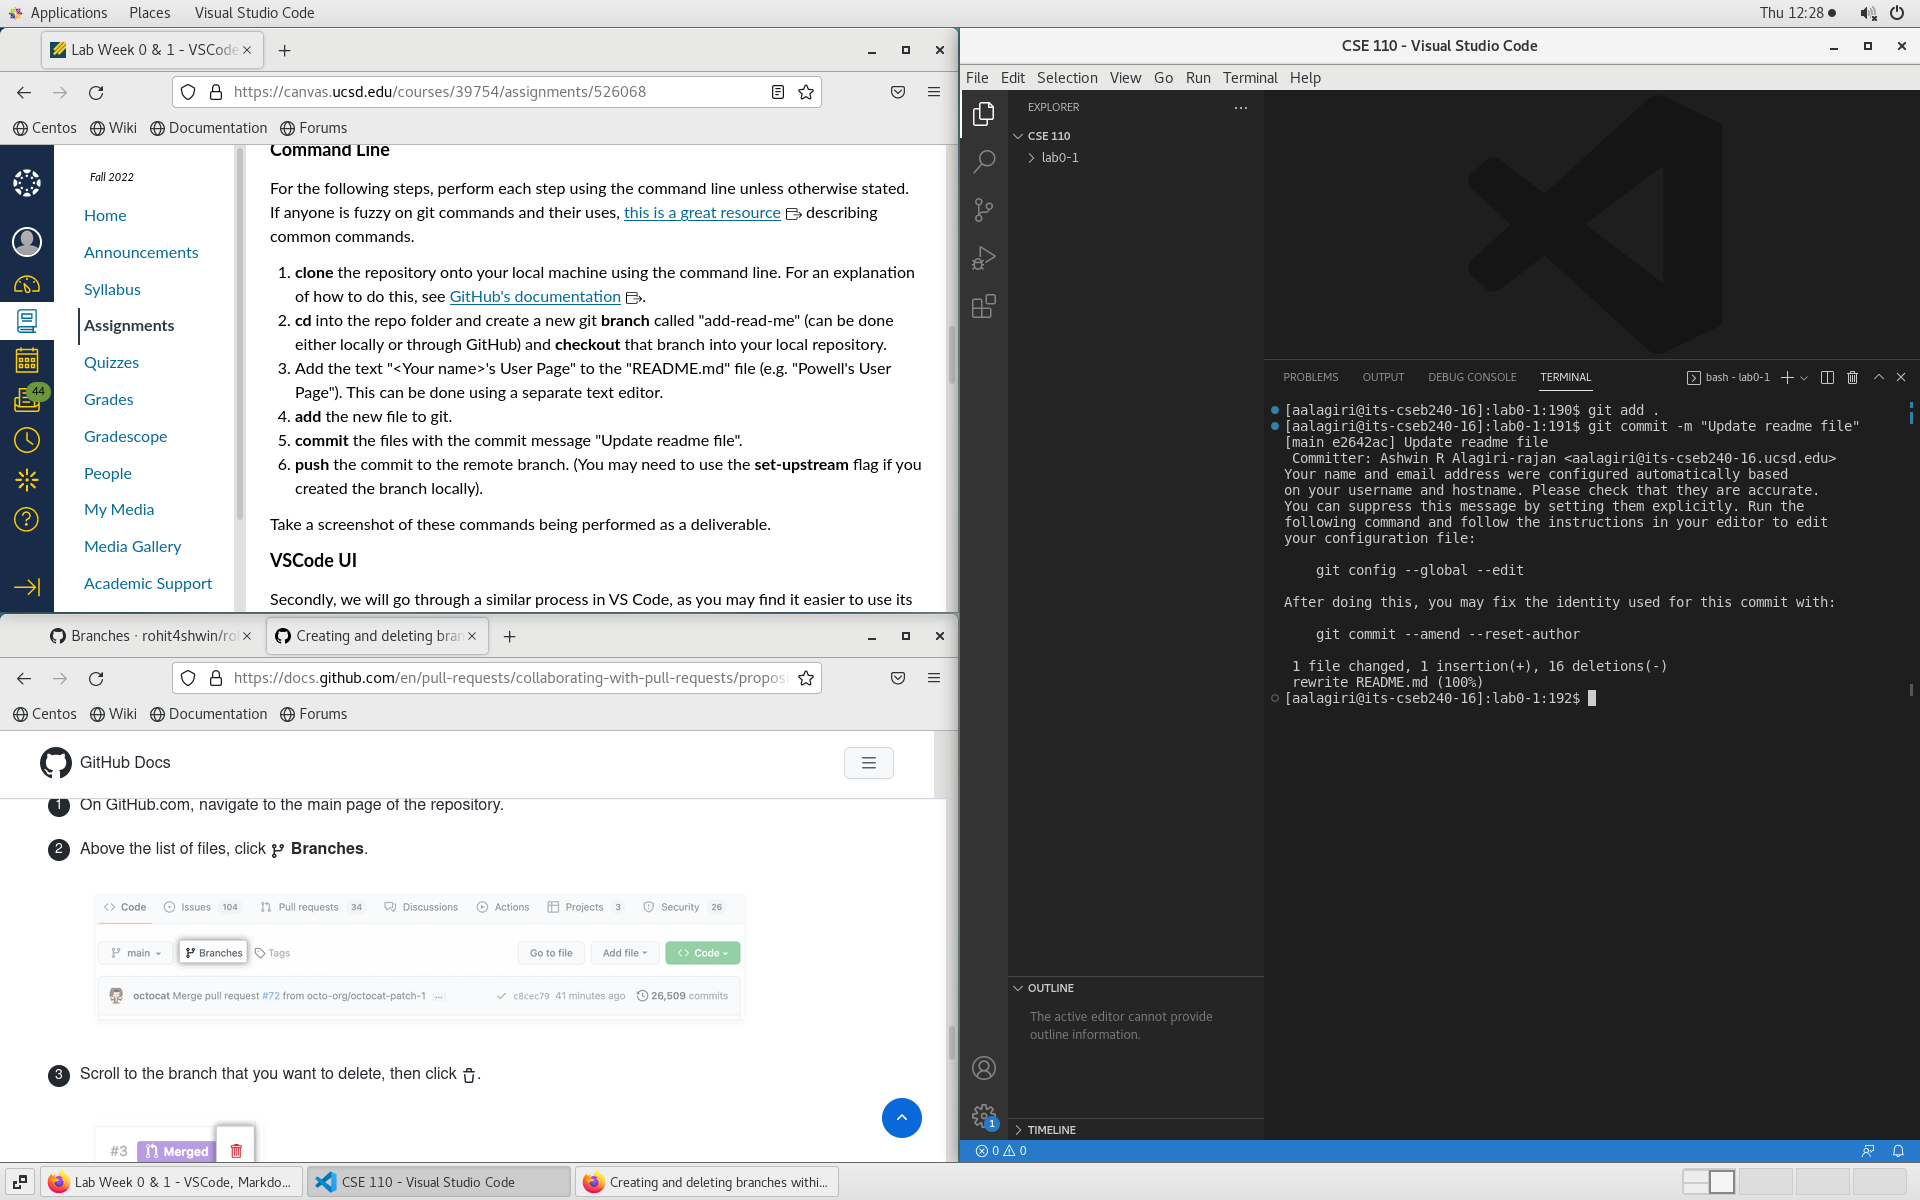 Applications Places Visual Studio Code Thu 12:28
Lab Week 0 & 1 - VSCode
https://canvas.ucsd.edu/courses/39754/assignments/526068
Centos Wiki Documentation Forums
Fall 2022
Home
Announcements
Syllabus
Assignments
Quizzes
Grades
Gradescope
People
My Media
Media Gallery
Academic Support
44
Command Line
For the following steps, perform each step using the command line unless otherwise stated.
If anyone is fuzzy on git commands and their uses, this is a great resource describing
common commands.
1. clone the repository onto your local machine using the command line. For an explanation
of how to do this, see GitHub's documentation .
2. cd into the repo folder and create a new git branch called "add-read-me" (can be done
either locally or through GitHub) and checkout that branch into your local repository.
3. Add the text "<Your name>'s User Page" to the "README.md" file (e.g. "Powell's User
Page"). This can be done using a separate text editor.
4. add the new file to git.
5. commit the files with the commit message "Update readme file".
6. push the commit to the remote branch. (You may need to use the set-upstream flag if you
created the branch locally).
Take a screenshot of these commands being performed as a deliverable.
VSCode UI
Secondly, we will go through a similar process in VS Code, as you may find it easier to use its
Branches · rohit4shwin/ro Creating and deleting bran
https://docs.github.com/en/pull-requests/collaborating-with-pull-requests/proposi
Centos Wiki Documentation Forums
GitHub Docs
1 On GitHub.com, navigate to the main page of the repository.
2 Above the list of files, click Branches.
Code Issues 104 Pull requests 34 Discussions Actions Projects 3 Security 26
main Branches Tags Go to file Add file Code
octocat Merge pull request #72 from octo-org/octocat-patch-1 ... c8cec79 41 minutes ago 26,509 commits
3 Scroll to the branch that you want to delete, then click .
#3 Merged
CSE 110 - Visual Studio Code
File Edit Selection View Go Run Terminal Help
EXPLORER
CSE 110
lab0-1
OUTLINE
The active editor cannot provide
outline information.
TIMELINE
1
PROBLEMS OUTPUT DEBUG CONSOLE TERMINAL bash - lab0-1
[aalagiri@its-cseb240-16]:lab0-1:190$ git add .
[aalagiri@its-cseb240-16]:lab0-1:191$ git commit -m "Update readme file"
[main e2642ac] Update readme file
Committer: Ashwin R Alagiri-rajan <aalagiri@its-cseb240-16.ucsd.edu>
Your name and email address were configured automatically based
on your username and hostname. Please check that they are accurate.
You can suppress this message by setting them explicitly. Run the
following command and follow the instructions in your editor to edit
your configuration file:
git config --global --edit
After doing this, you may fix the identity used for this commit with:
git commit --amend --reset-author
1 file changed, 1 insertion(+), 16 deletions(-)
rewrite README.md (100%)
[aalagiri@its-cseb240-16]:lab0-1:192$
0 0
Lab Week 0 & 1 - VSCode, Markdo... CSE 110 - Visual Studio Code Creating and deleting branches withi...